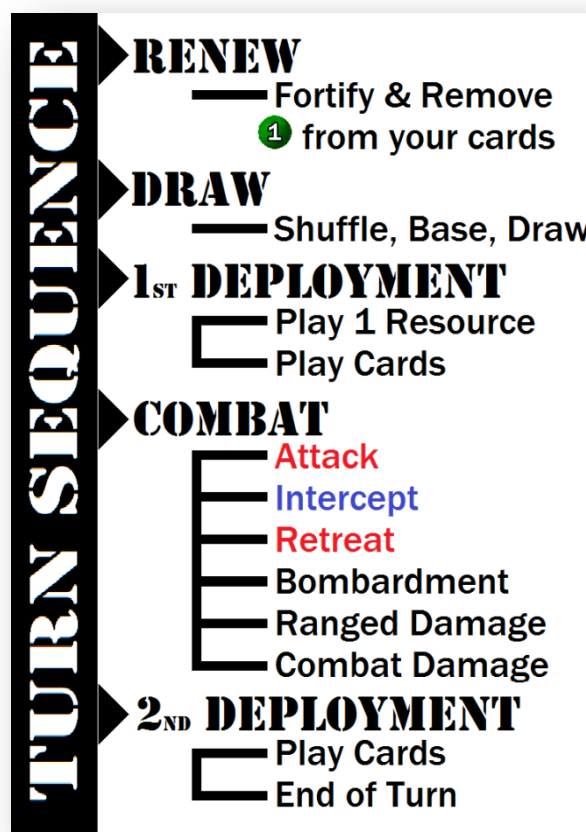 TURN SEQUENCE
RENEW
Fortify & Remove
1 from your cards
DRAW
Shuffle, Base, Draw
1ST DEPLOYMENT
Play 1 Resource
Play Cards
COMBAT
Attack
Intercept
Retreat
Bombardment
Ranged Damage
Combat Damage
2ND DEPLOYMENT
Play Cards
End of Turn